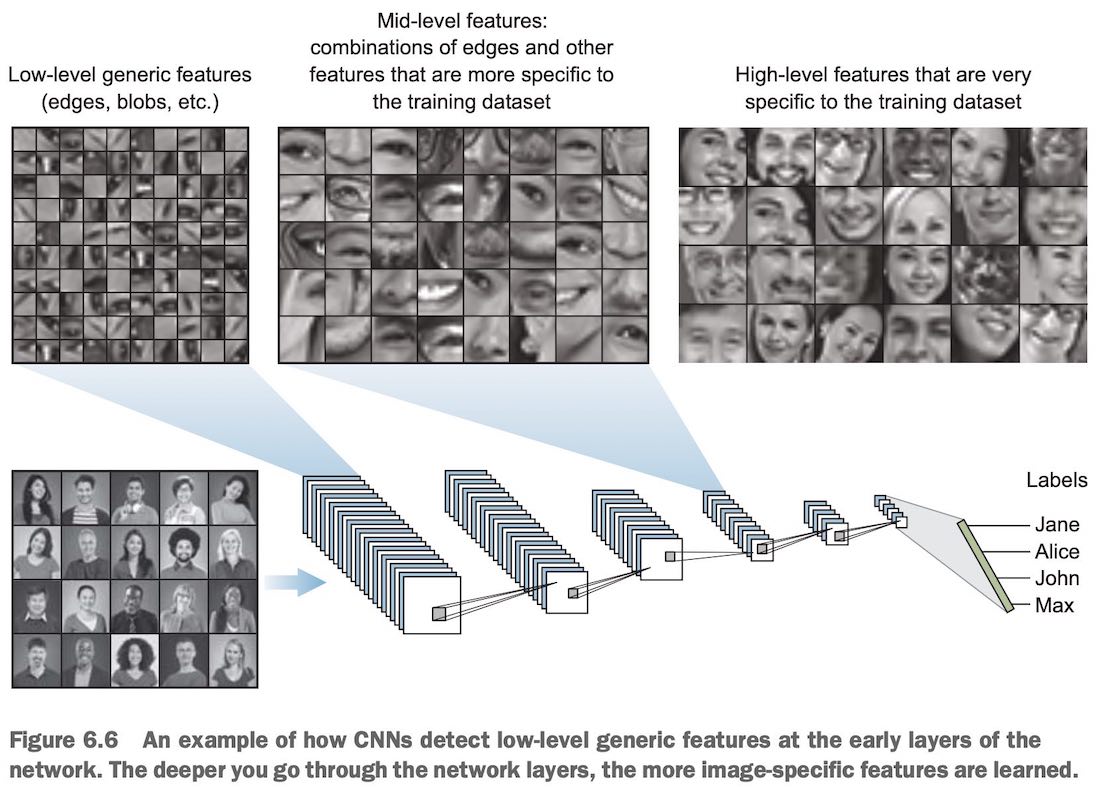 Mid-level features:
combinations of edges and other
features that are more specific to
the training dataset
Low-level generic features
(edges, blobs, etc.)
High-level features that are very
specific to the training dataset
Labels
Jane
Alice
John
Max
Figure 6.6 An example of how CNNs detect low-level generic features at the early layers of the
network. The deeper you go through the network layers, the more image-specific features are learned.